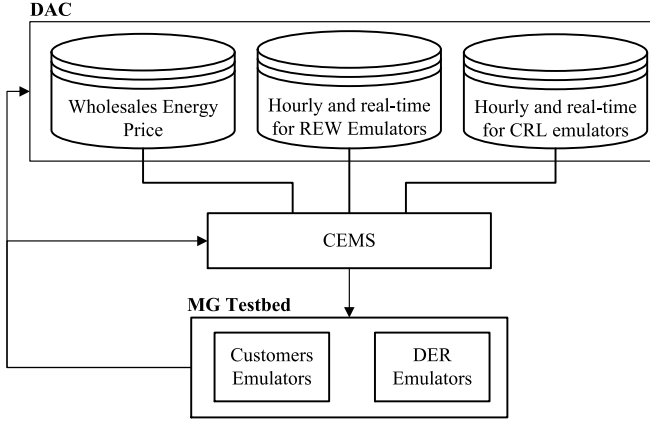 DAC
Wholesales Energy
Price
Hourly and real-time
for REW Emulators
Hourly and real-time
for CRL emulators
CEMS
MG Testbed
Customers
Emulators
DER
Emulators